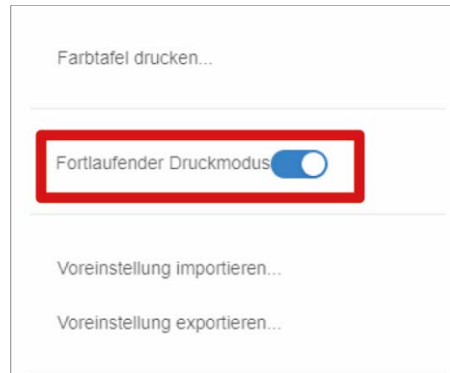 Farbtafel drucken...
Fortlaufender Druckmodus
Voreinstellung importieren...
Voreinstellung exportieren...